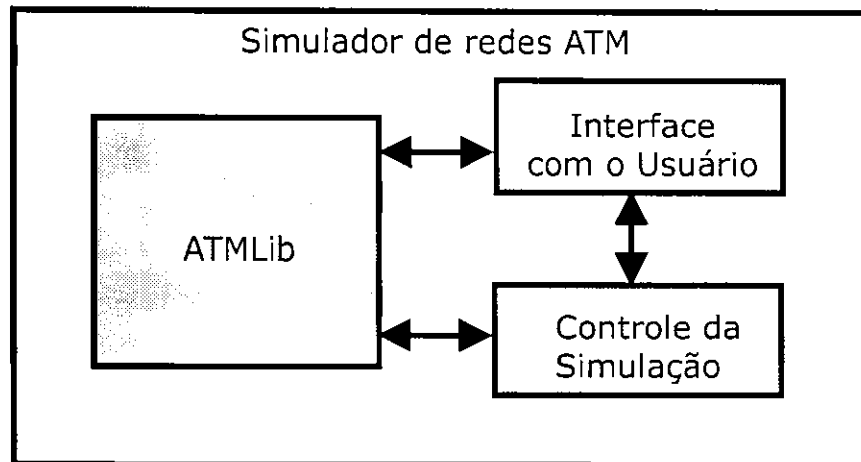 Simulador de redes ATM
Interface
com o Usuário
ATMLib
Controle da
Simulação